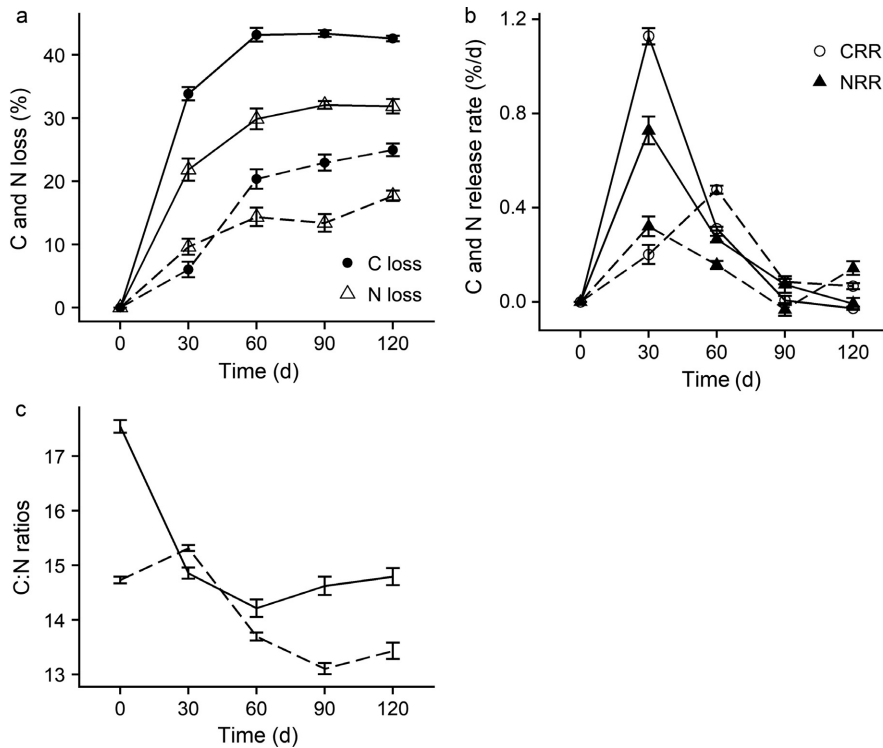 a
C and N loss (%)
40
30
20
10
0
C loss
N loss
0 30 60 90 120
Time (d)
b
C and N release rate (%/d)
1.2
0.8
0.4
0.0
CRR
NRR
0 30 60 90 120
Time (d)
c
C:N ratios
17
16
15
14
13
0 30 60 90 120
Time (d)